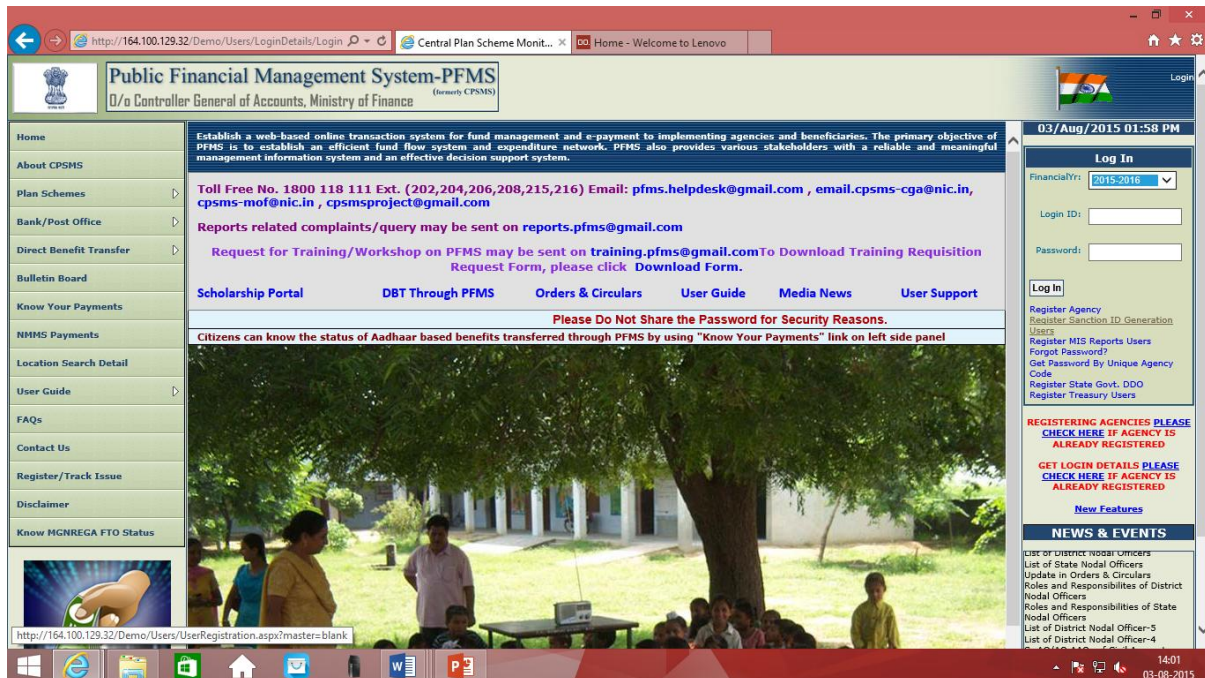 http://164.100.129.32/Demo/Users/LoginDetails/Login
Central Plan Scheme Monit...
Home - Welcome to Lenovo
Public Financial Management System-PFMS
(formerly CPSMS)
O/o Controller General of Accounts, Ministry of Finance
Login
Home
About CPSMS
Plan Schemes
Bank/Post Office
Direct Benefit Transfer
Bulletin Board
Know Your Payments
NMMS Payments
Location Search Detail
User Guide
FAQs
Contact Us
Register/Track Issue
Disclaimer
Know MGNREGA FTO Status
Establish a web-based online transaction system for fund management and e-payment to implementing agencies and beneficiaries. The primary objective of
PFMS is to establish an efficient fund flow system and expenditure network. PFMS also provides various stakeholders with a reliable and meaningful
management information system and an effective decision support system.
Toll Free No. 1800 118 111 Ext. (202,204,206,208,215,216) Email: pfms.helpdesk@gmail.com , email.cpsms-cga@nic.in,
cpsms-mof@nic.in , cpsmsproject@gmail.com
Reports related complaints/query may be sent on reports.pfms@gmail.com
Request for Training/Workshop on PFMS may be sent on training.pfms@gmail.comTo Download Training Requisition
Request Form, please click Download Form.
Scholarship Portal DBT Through PFMS Orders & Circulars User Guide Media News User Support
Please Do Not Share the Password for Security Reasons.
Citizens can know the status of Aadhaar based benefits transferred through PFMS by using "Know Your Payments" link on left side panel
03/Aug/2015 01:58 PM
Log In
FinancialYr: 2015-2016
Login ID:
Password:
Log In
Register Agency
Register Sanction ID Generation
Users
Register MIS Reports Users
Forgot Password?
Get Password By Unique Agency
Code
Register State Govt. DDO
Register Treasury Users
REGISTERING AGENCIES PLEASE
CHECK HERE IF AGENCY IS
ALREADY REGISTERED
GET LOGIN DETAILS PLEASE
CHECK HERE IF AGENCY IS
ALREADY REGISTERED
New Features
NEWS & EVENTS
List of District Nodal Officers
List of State Nodal Officers
Update in Orders & Circulars
Roles and Responsibilites of District
Nodal Officers
Roles and Responsibilities of State
Nodal Officers
List of District Nodal Officer-5
List of District Nodal Officer-4
http://164.100.129.32/Demo/Users/UserRegistration.aspx?master=blank
14:01
03-08-2015